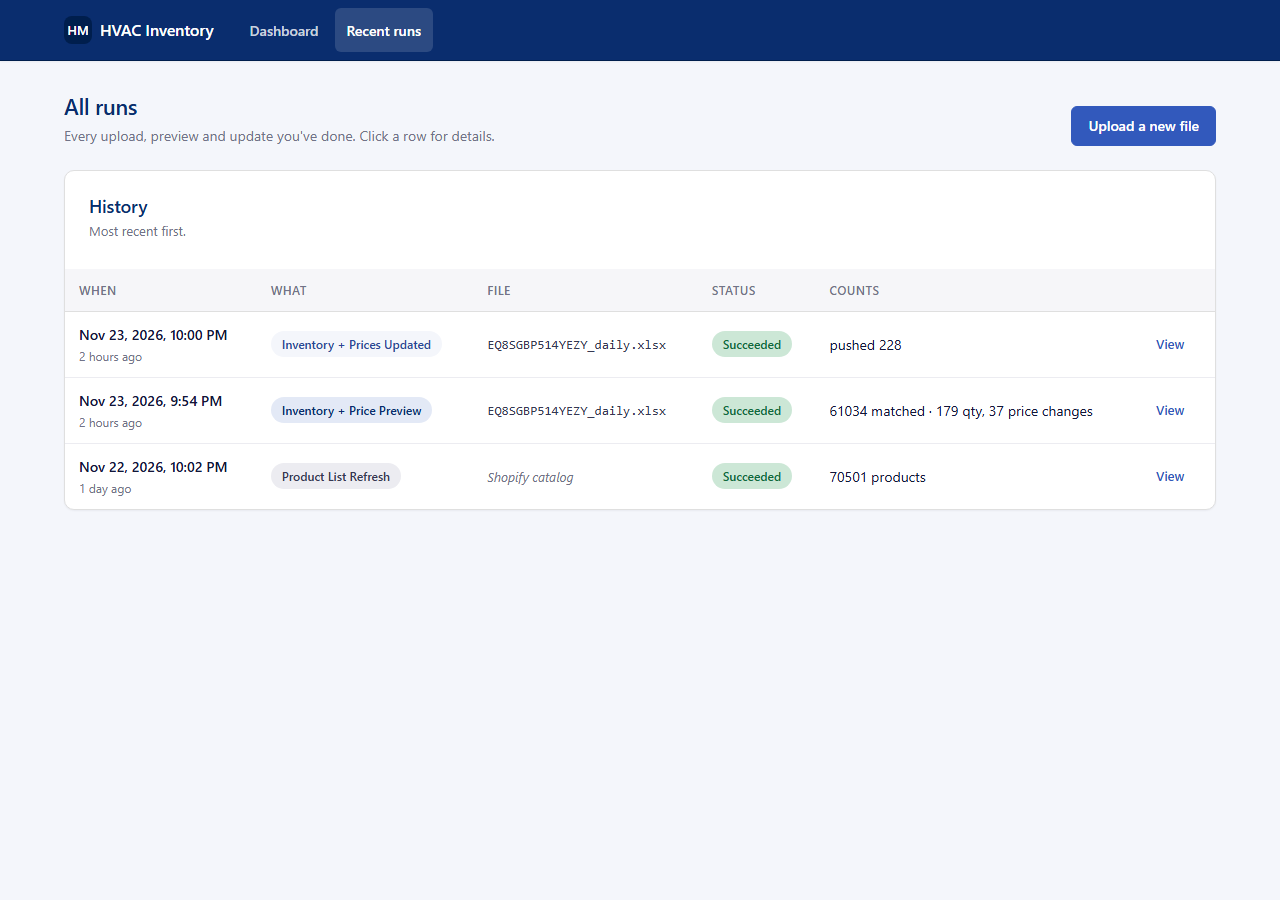 HM HVAC Inventory Dashboard Recent runs
All runs
Every upload, preview and update you've done. Click a row for details.
Upload a new file
History
Most recent first.
WHEN WHAT FILE STATUS COUNTS
Nov 23, 2026, 10:00 PM
2 hours ago
Inventory + Prices Updated EQ8SGBP514YEZY_daily.xlsx Succeeded pushed 228 View
Nov 23, 2026, 9:54 PM
2 hours ago
Inventory + Price Preview EQ8SGBP514YEZY_daily.xlsx Succeeded 61034 matched · 179 qty, 37 price changes View
Nov 22, 2026, 10:02 PM
1 day ago
Product List Refresh Shopify catalog Succeeded 70501 products View